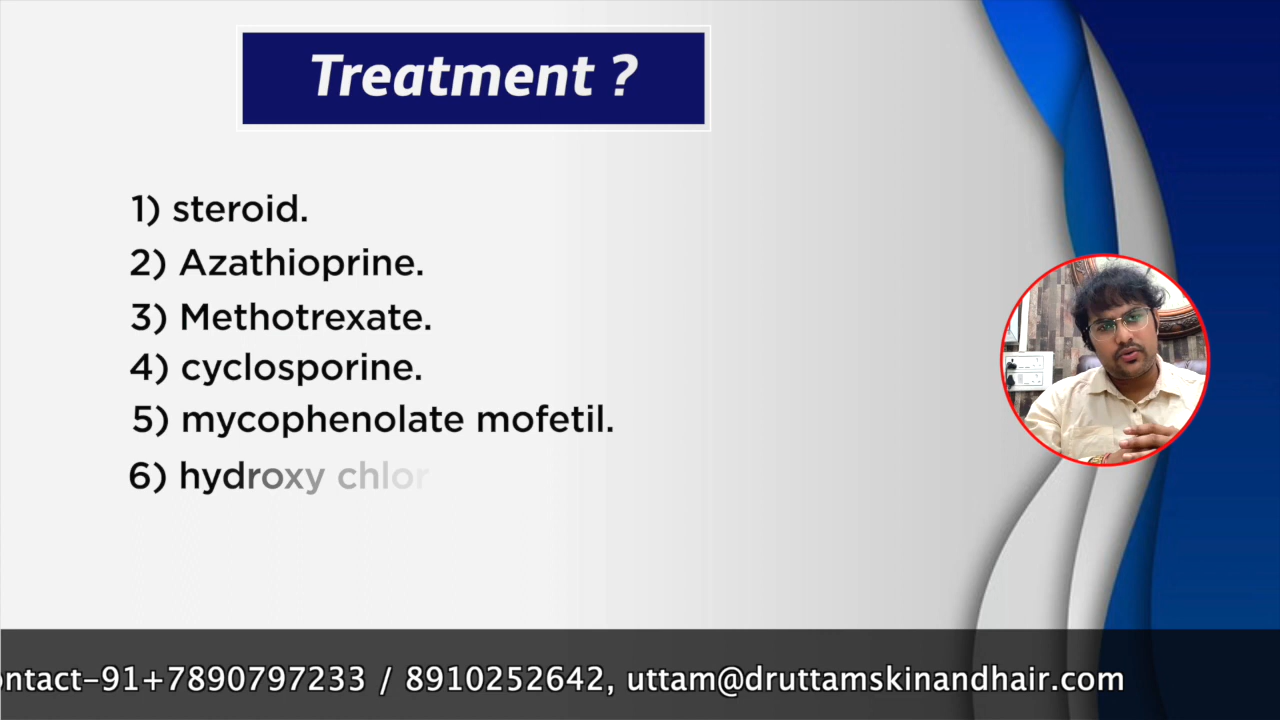 Treatment ?
1) steroid.
2) Azathioprine.
3) Methotrexate.
4) cyclosporine.
5) mycophenolate mofetil.
6) hydroxy chlor
ontact-91+7890797233 / 8910252642, uttam@druttamskinandhair.com